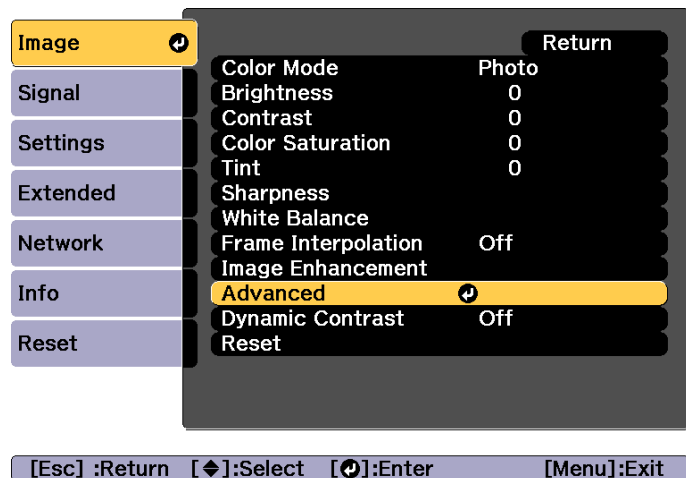 Image
Signal
Settings
Extended
Network
Info
Reset
Return
Color Mode Photo
Brightness 0
Contrast 0
Color Saturation 0
Tint 0
Sharpness
White Balance
Frame Interpolation Off
Image Enhancement
Advanced
Dynamic Contrast Off
Reset
[Esc] :Return [◆]:Select [⏎]:Enter [Menu]:Exit